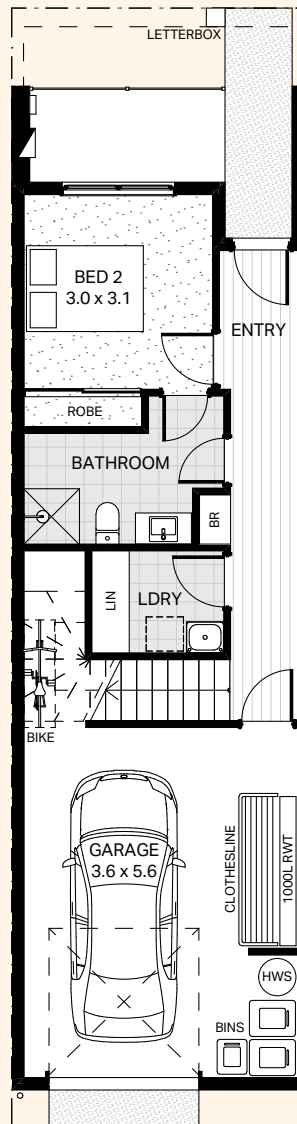 LETTERBOX
BED 2
3.0 x 3.1
ENTRY
ROBE
BATHROOM
BR
LIN
LDRY
BIKE
GARAGE
3.6 x 5.6
CLOTHESLINE
1000L RWT
HWS
BINS